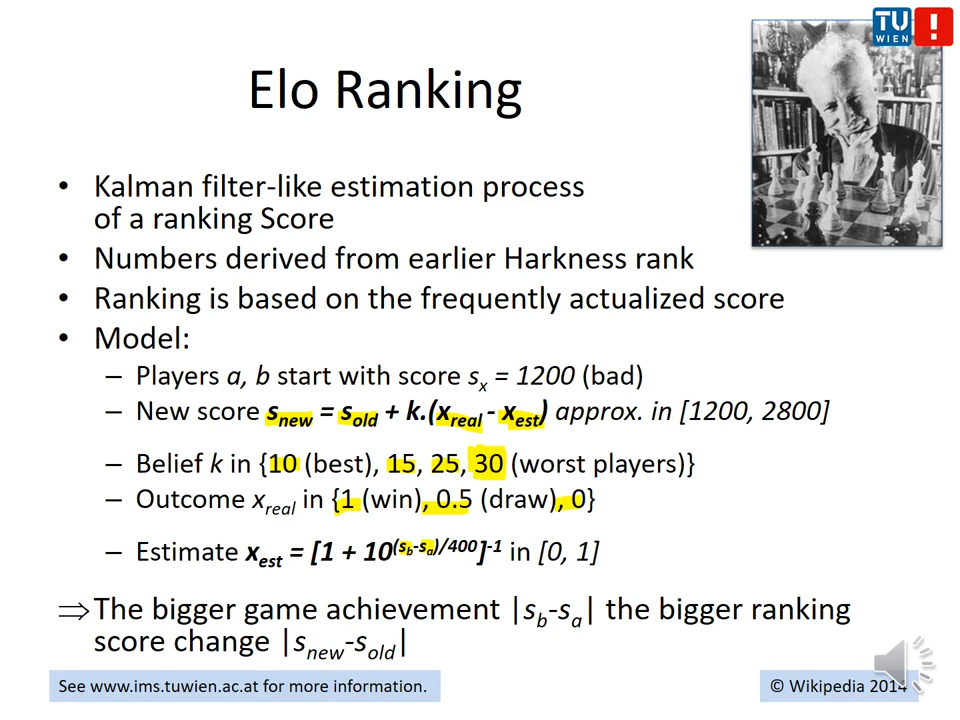 TU
WIEN
!
Elo Ranking
• Kalman filter-like estimation process
of a ranking Score
• Numbers derived from earlier Harkness rank
• Ranking is based on the frequently actualized score
• Model:
– Players a, b start with score sx = 1200 (bad)
– New score snew = sold + k.(xreal - xest) approx. in [1200, 2800]
– Belief k in {10 (best), 15, 25, 30 (worst players)}
– Outcome xreal in {1 (win), 0.5 (draw), 0}
– Estimate xest = [1 + 10(sb-sa)/400]-1 in [0, 1]
⇒ The bigger game achievement |sb-sa| the bigger ranking
score change |snew-sold|
See www.ims.tuwien.ac.at for more information.
© Wikipedia 2014